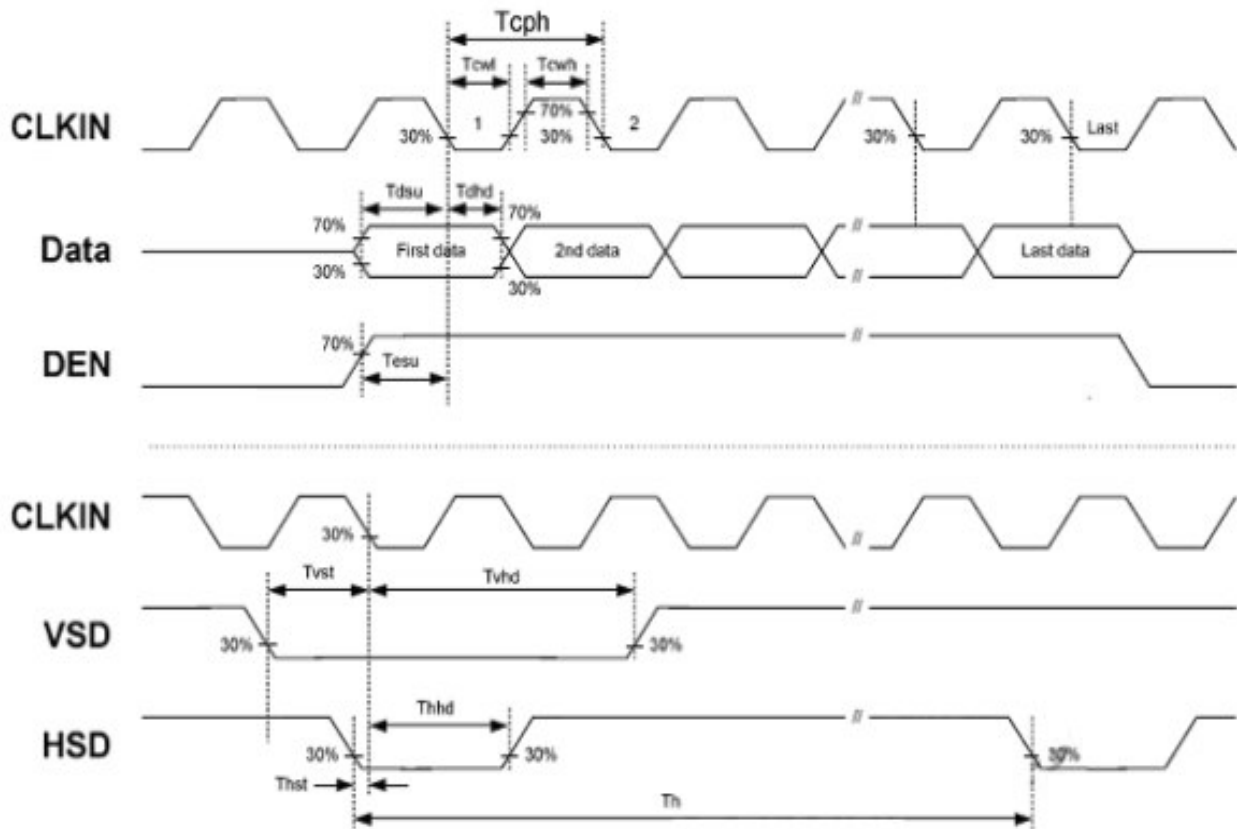 Tcph
Tcwl Tcwh
CLKIN 30% 1 70% 30% 2 // 30% 30% Last
Tdsu Tdhd
70% 70%
Data First data 2nd data // Last data
30% 30%
DEN 70% Tesu //
CLKIN 30% //
Tvst Tvhd
VSD 30% 30% //
Thhd
HSD 30% 30% // 30%
Thst
Th